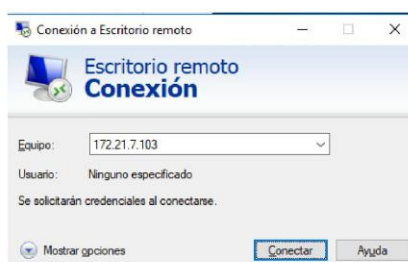 Conexión a Escritorio remoto
Escritorio remoto
Conexión
Equipo: 172.21.7.103
Usuario: Ninguno especificado
Se solicitarán credenciales al conectarse.
Mostrar opciones Conectar Ayuda